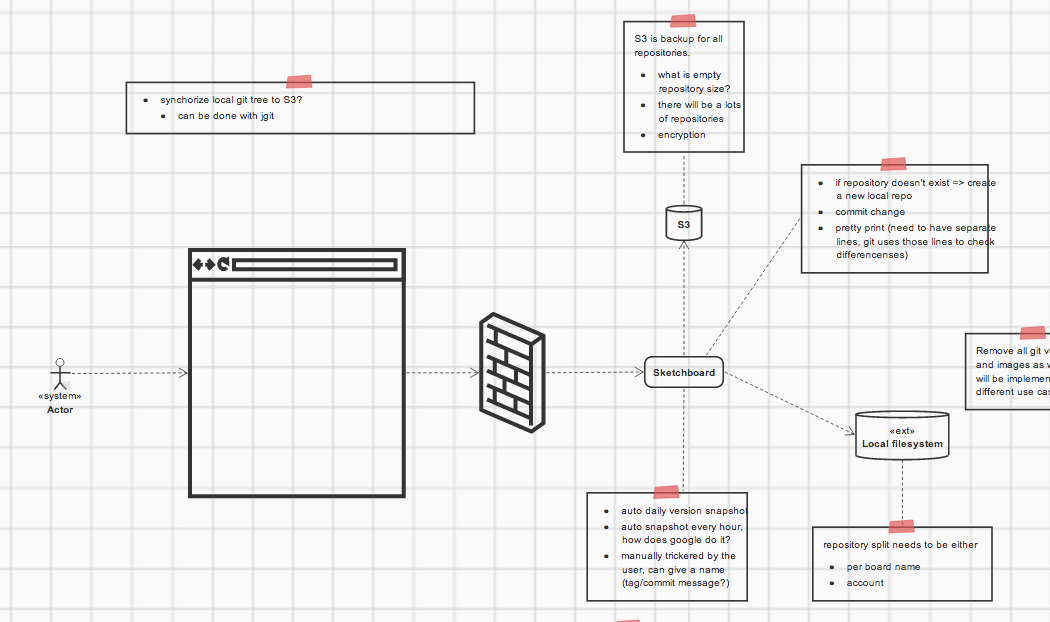 S3 is backup for all
repositories.
• what is empty
repository size?
• there will be a lots
of repositories
• encryption
• synchorize local git tree to S3?
• can be done with jgit
• if repository doesn't exist => create
a new local repo
• commit change
• pretty print (need to have separate
lines, git uses those lines to check
differencenses)
S3
Remove all git
and images as
will be
different use
Sketchboard
«system»
Actor
«ext»
Local filesystem
• auto daily version snapshot
• auto snapshot every hour,
how does google do it?
• manually trickered by the
user, can give a name
(tag/commit message?)
repository split needs to be either
• per board name
• account